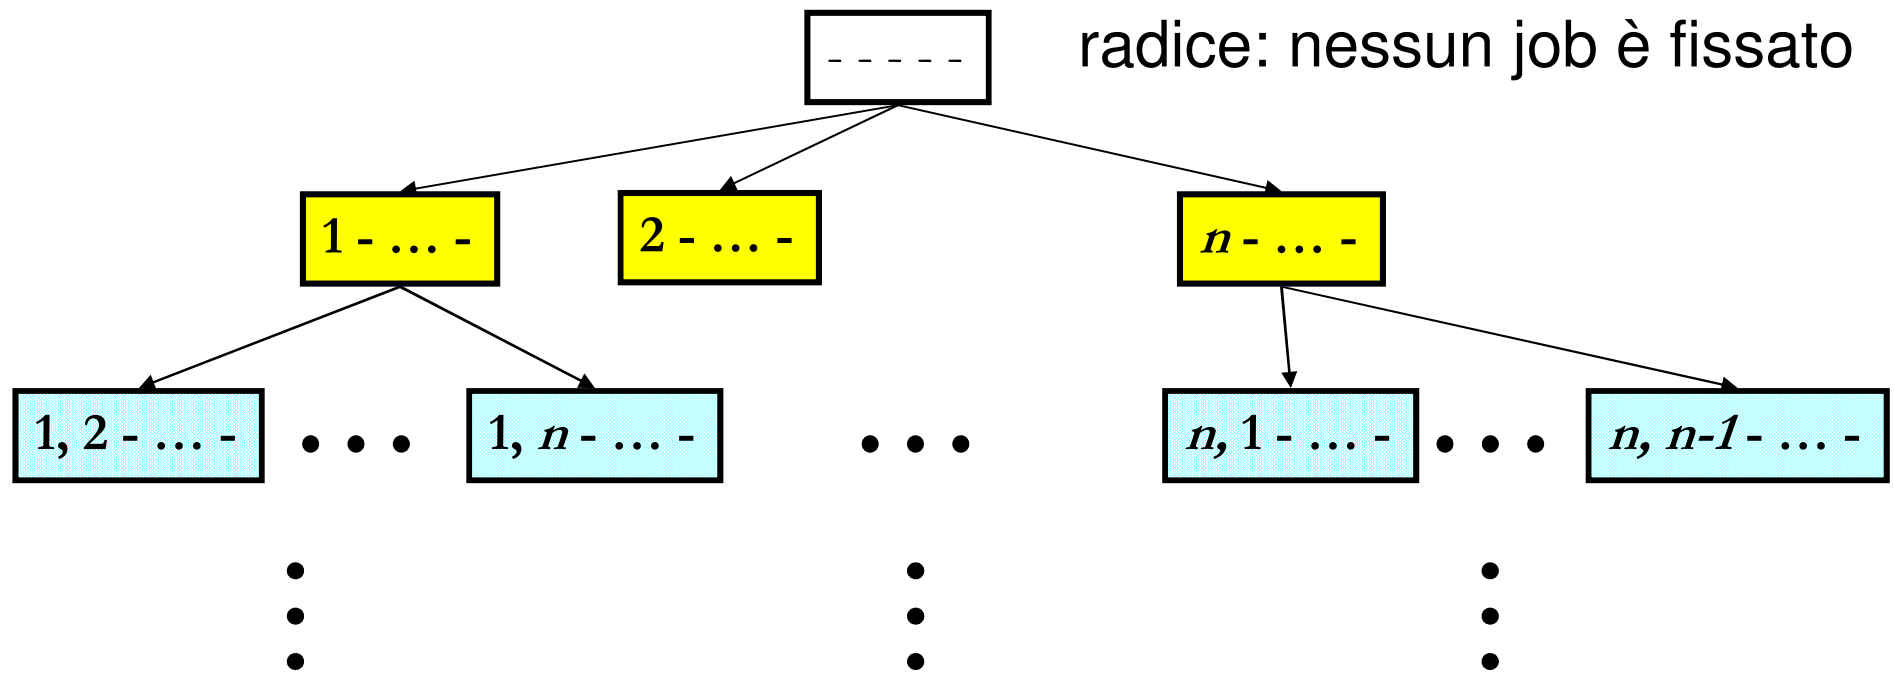 - - - - -
radice: nessun job è fissato
1 - … -
2 - … -
n - … -
1, 2 - … -
1, n - … -
n, 1 - … -
n, n-1 - … -